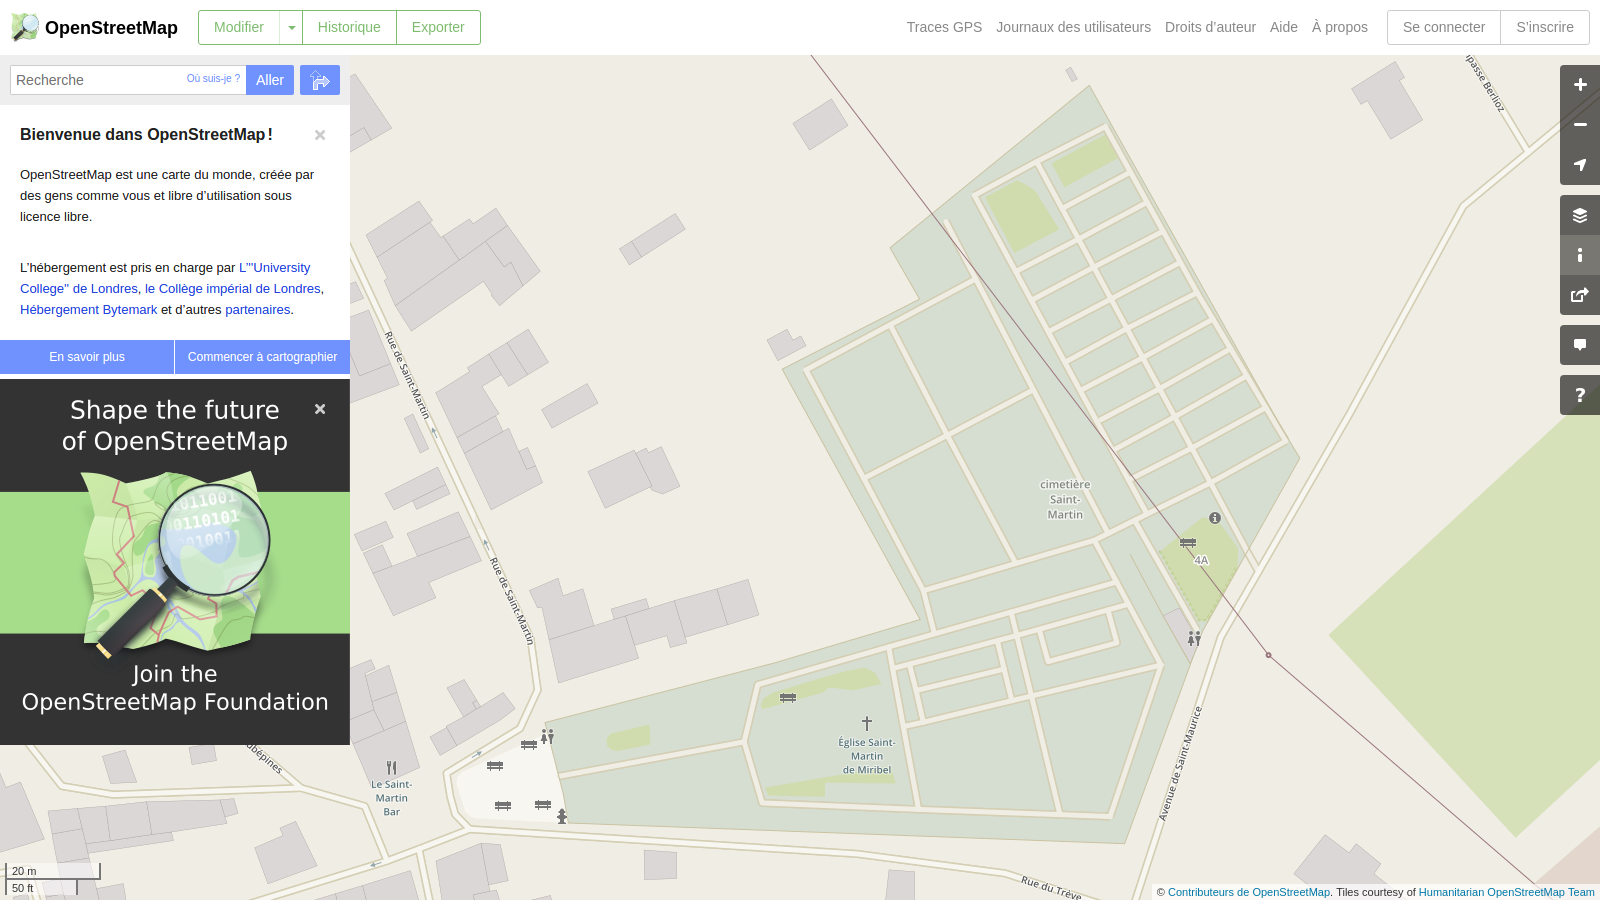 OpenStreetMap
Modifier
Historique
Exporter
Traces GPS
Journaux des utilisateurs
Droits d'auteur
Aide
À propos
Se connecter
S'inscrire
Recherche
Où suis-je ?
Aller
Bienvenue dans OpenStreetMap !
OpenStreetMap est une carte du monde, créée par
des gens comme vous et libre d'utilisation sous
licence libre.
L'hébergement est pris en charge par L'"University
College" de Londres, le Collège impérial de Londres,
Hébergement Bytemark et d'autres partenaires.
En savoir plus
Commencer à cartographier
Shape the future
of OpenStreetMap
1011001
00110101
010011
Join the
OpenStreetMap Foundation
Rue de Saint-Martin
Rue de Saint-Martin
passe Berlioz
cimetière
Saint-
Martin
4A
Église Saint-
Martin
de Miribel
Le Saint-
Martin
Bar
ubépines
Avenue de Saint-Maurice
Rue du Trève
20 m
50 ft
© Contributeurs de OpenStreetMap. Tiles courtesy of Humanitarian OpenStreetMap Team